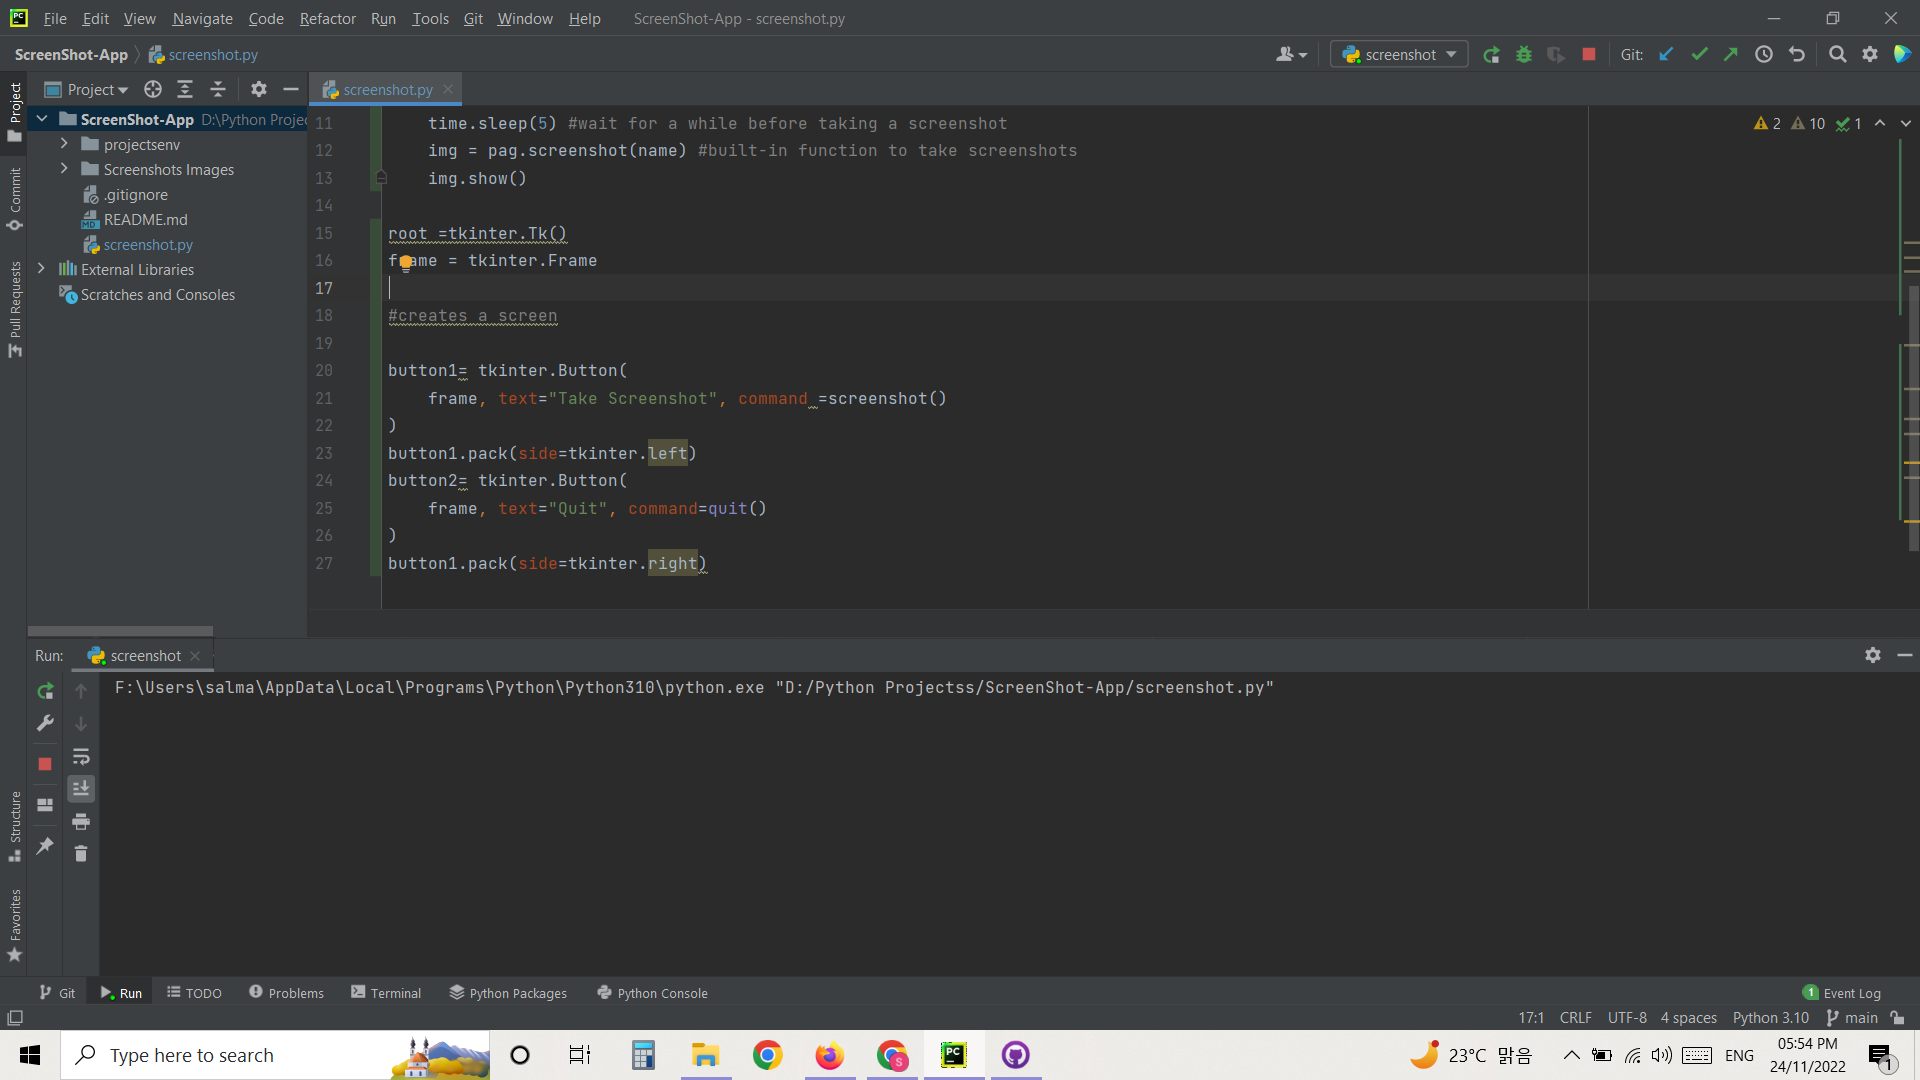 File Edit View Navigate Code Refactor Run Tools Git Window Help ScreenShot-App - screenshot.py
ScreenShot-App screenshot.py screenshot Git:
Project screenshot.py
ScreenShot-App D:\Python Projec
projectsenv
Screenshots Images
.gitignore
README.md
screenshot.py
External Libraries
Scratches and Consoles
Project
Commit
Pull Requests
Structure
Favorites
2 10 1
11 time.sleep(5) #wait for a while before taking a screenshot
12 img = pag.screenshot(name) #built-in function to take screenshots
13 img.show()
14
15 root =tkinter.Tk()
16 frame = tkinter.Frame
17
18 #creates a screen
19
20 button1= tkinter.Button(
21 frame, text="Take Screenshot", command =screenshot()
22 )
23 button1.pack(side=tkinter.left)
24 button2= tkinter.Button(
25 frame, text="Quit", command=quit()
26 )
27 button1.pack(side=tkinter.right)
Run: screenshot
F:\Users\salma\AppData\Local\Programs\Python\Python310\python.exe "D:/Python Projectss/ScreenShot-App/screenshot.py"
Git Run TODO Problems Terminal Python Packages Python Console 1 Event Log
17:1 CRLF UTF-8 4 spaces Python 3.10 main
Type here to search
23°C 맑음 ENG
05:54 PM
24/11/2022
1